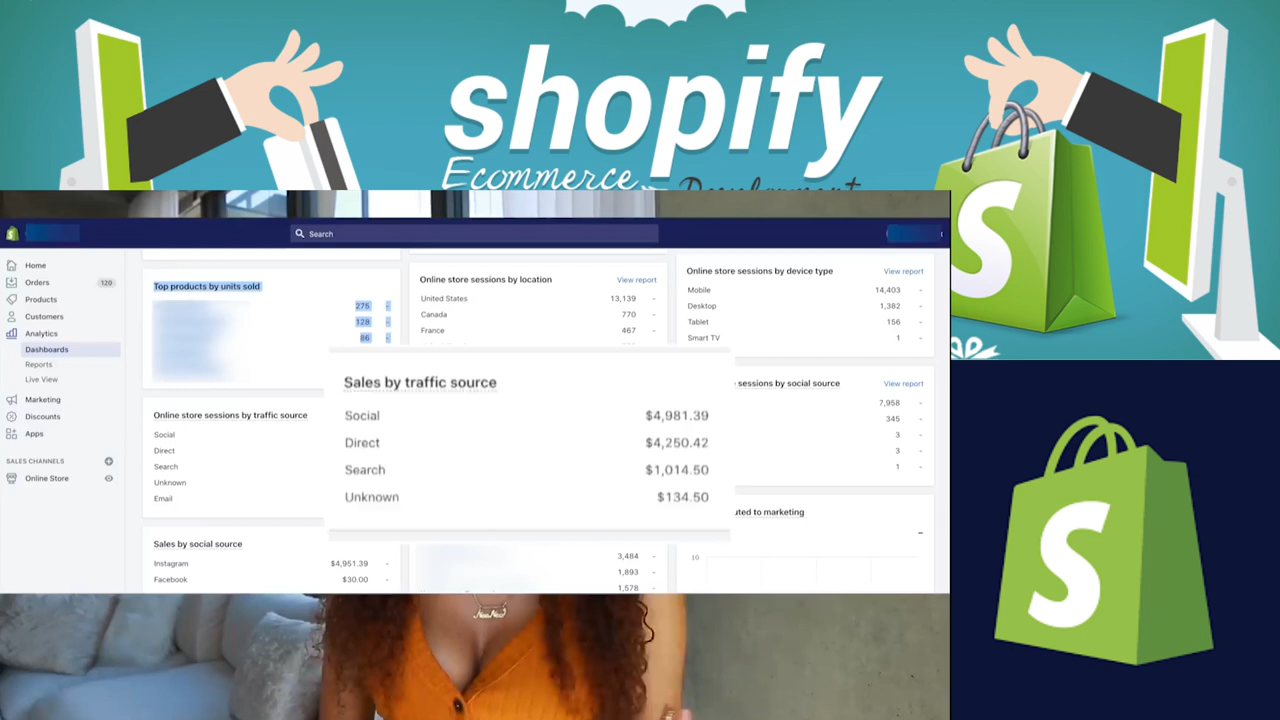 shopify
Ecommerce
Development
S
Search
Home
Orders 120
Products
Customers
Analytics
Dashboards
Reports
Live View
Marketing
Discounts
Apps
SALES CHANNELS
Online Store
Top products by units sold
275 -
128 -
86 -
Online store sessions by location View report
United States 13,139 -
Canada 770 -
France 467 -
Online store sessions by device type View report
Mobile 14,403 -
Desktop 1,382 -
Tablet 156 -
Smart TV 1 -
Online store sessions by traffic source
Social
Direct
Search
Unknown
Email
Sales by traffic source
Social $4,981.39
Direct $4,250.42
Search $1,014.50
Unknown $134.50
sessions by social source View report
7,958 -
345 -
3 -
3 -
1 -
Sales by social source
Instagram $4,951.39 -
Facebook $30.00 -
3,484 -
1,893 -
1,578 -
uted to marketing
-
10
S